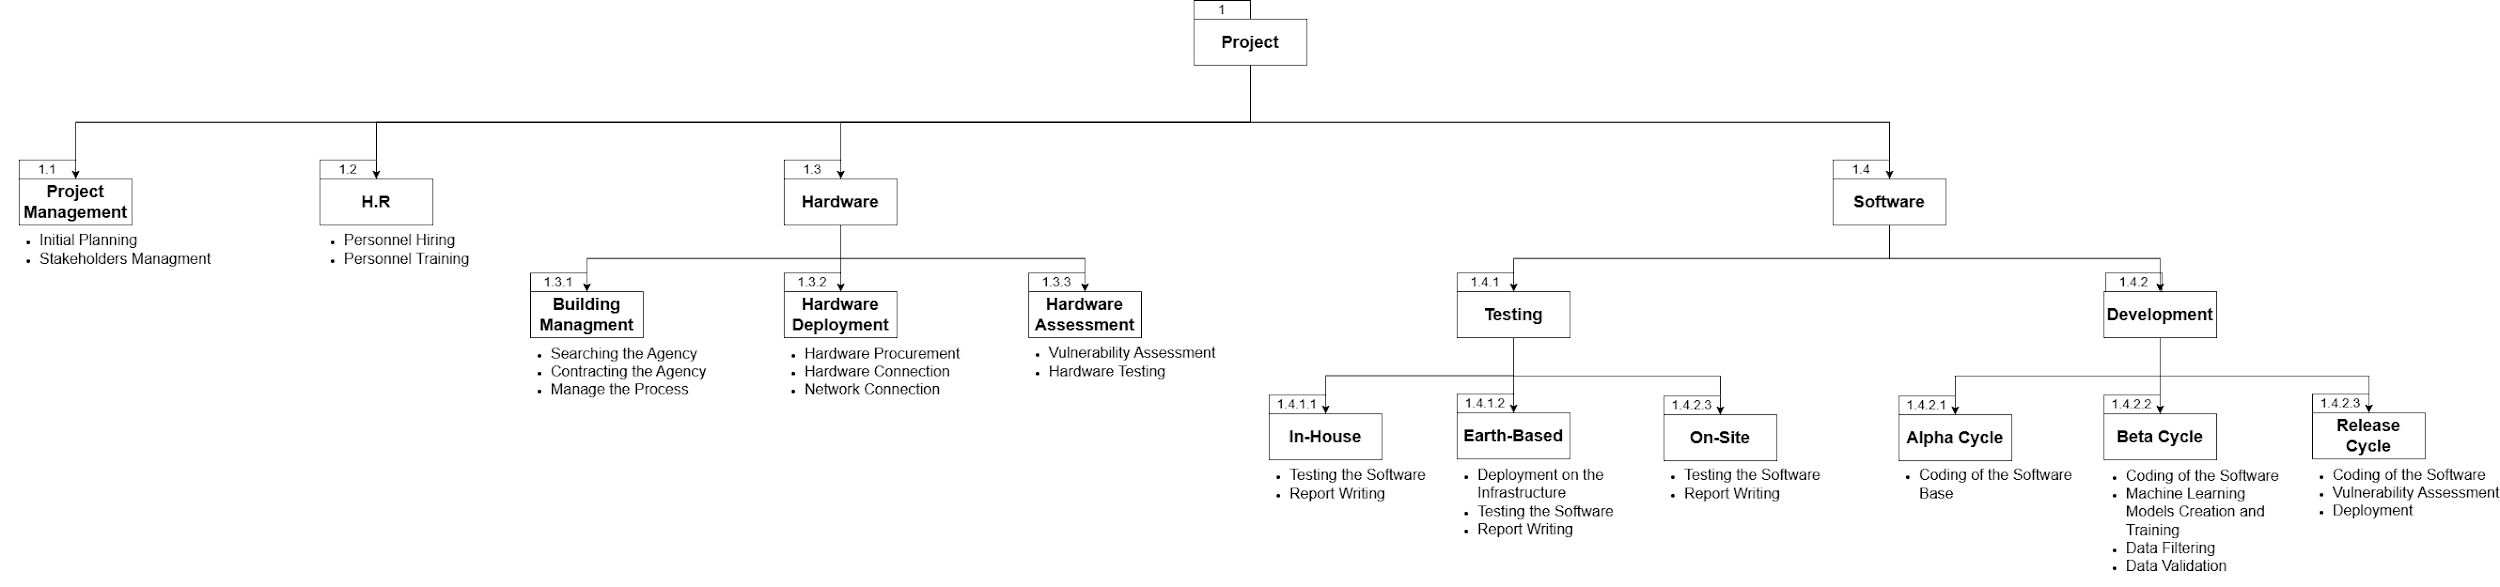 1
Project
1.1
Project
Management
• Initial Planning
• Stakeholders Managment
1.2
H.R
• Personnel Hiring
• Personnel Training
1.3
Hardware
1.3.1
Building
Managment
• Searching the Agency
• Contracting the Agency
• Manage the Process
1.3.2
Hardware
Deployment
• Hardware Procurement
• Hardware Connection
• Network Connection
1.3.3
Hardware
Assessment
• Vulnerability Assessment
• Hardware Testing
1.4
Software
1.4.1
Testing
1.4.1.1
In-House
• Testing the Software
• Report Writing
1.4.1.2
Earth-Based
• Deployment on the
Infrastructure
• Testing the Software
• Report Writing
1.4.2.3
On-Site
• Testing the Software
• Report Writing
1.4.2
Development
1.4.2.1
Alpha Cycle
• Coding of the Software
Base
1.4.2.2
Beta Cycle
• Coding of the Software
• Machine Learning
Models Creation and
Training
• Data Filtering
• Data Validation
1.4.2.3
Release
Cycle
• Coding of the Software
• Vulnerability Assessment
• Deployment